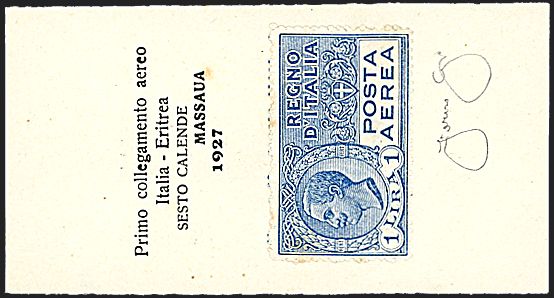 Primo collegamento aereo
Italia - Eritrea
SESTO CALENDE
MASSAUA
1927
REGNO
D'ITALIA
POSTA
AEREA
1 LIRA 1